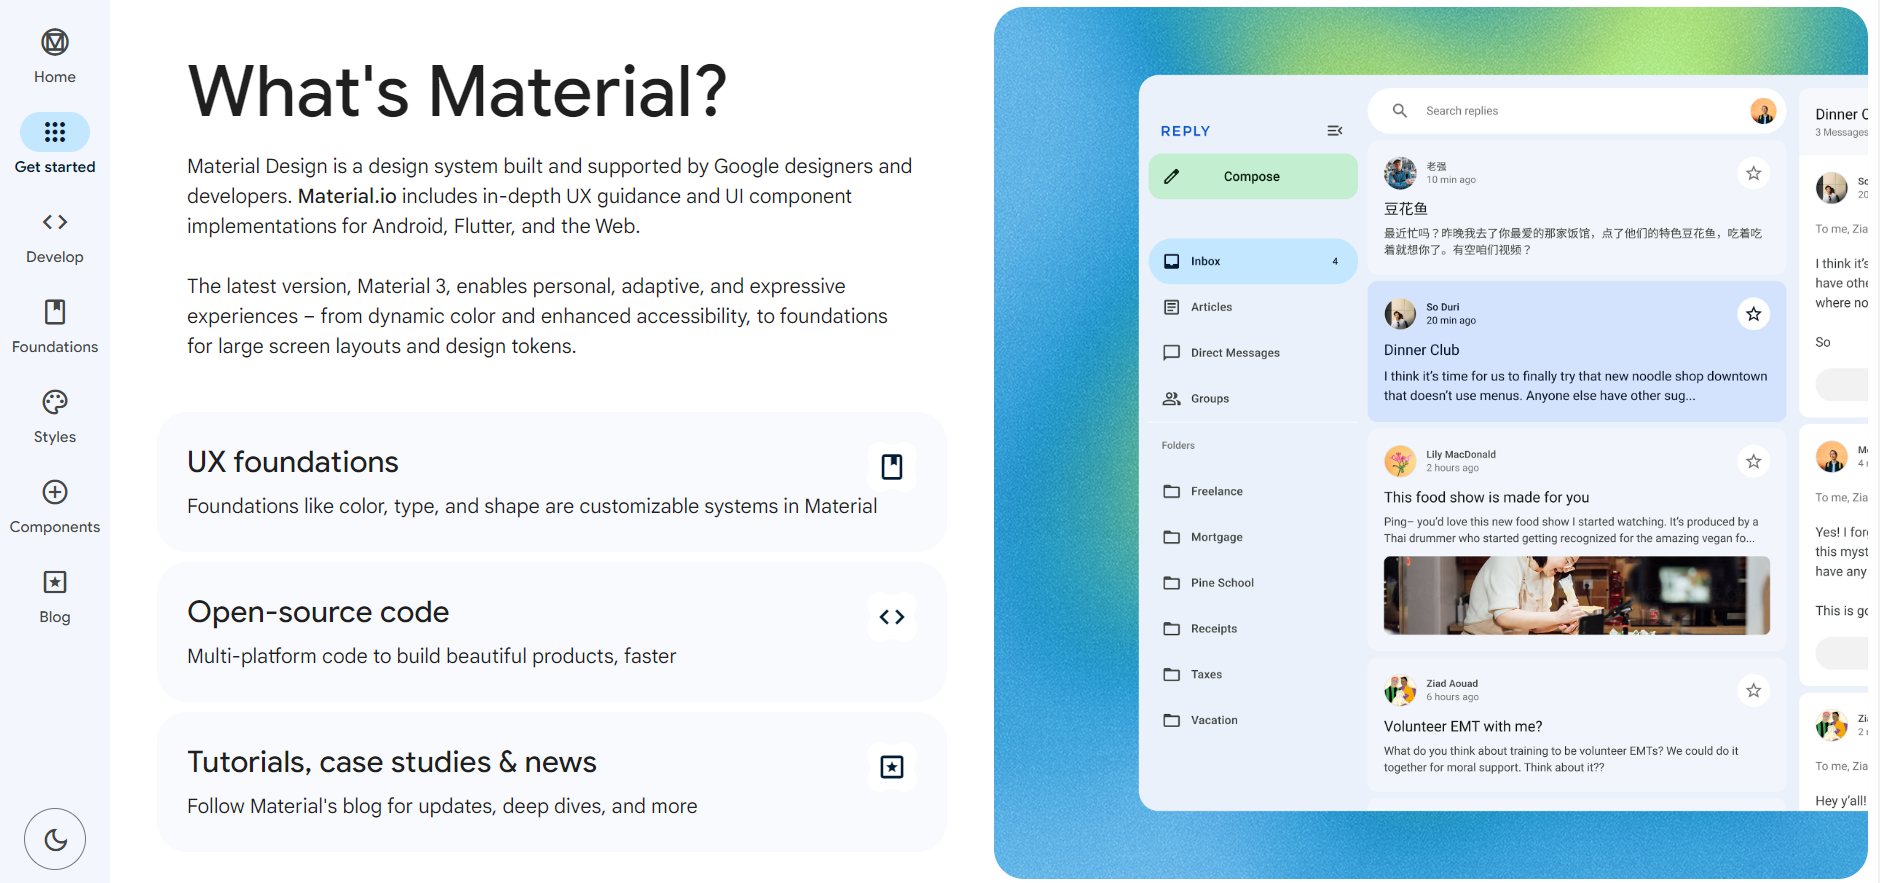 Home
Get started
Develop
Foundations
Styles
Components
Blog
What's Material?
Material Design is a design system built and supported by Google designers and
developers. Material.io includes in-depth UX guidance and UI component
implementations for Android, Flutter, and the Web.
The latest version, Material 3, enables personal, adaptive, and expressive
experiences – from dynamic color and enhanced accessibility, to foundations
for large screen layouts and design tokens.
UX foundations
Foundations like color, type, and shape are customizable systems in Material
Open-source code
Multi-platform code to build beautiful products, faster
Tutorials, case studies & news
Follow Material's blog for updates, deep dives, and more
REPLY
Compose
Inbox 4
Articles
Direct Messages
Groups
Folders
Freelance
Mortgage
Pine School
Receipts
Taxes
Vacation
Search replies
老强
10 min ago
豆花鱼
最近忙吗？昨晚我去了你最爱的那家饭馆，点了他们的特色豆花鱼，吃着吃
着就想你了。有空咱们视频？
So Duri
20 min ago
Dinner Club
I think it’s time for us to finally try that new noodle shop downtown
that doesn’t use menus. Anyone else have other sug...
Lily MacDonald
2 hours ago
This food show is made for you
Ping– you’d love this new food show I started watching. It’s produced by a
Thai drummer who started getting recognized for the amazing vegan fo...
Ziad Aouad
6 hours ago
Volunteer EMT with me?
What do you think about training to be volunteer EMTs? We could do it
together for moral support. Think about it??
Dinner C
3 Messages
So
20
To me, Zia
I think it’s
have othe
where no
So
Me
4
To me, Zia
Yes! I for
this myst
have any
This is go
Zi
2
To me, Zia
Hey y’all!